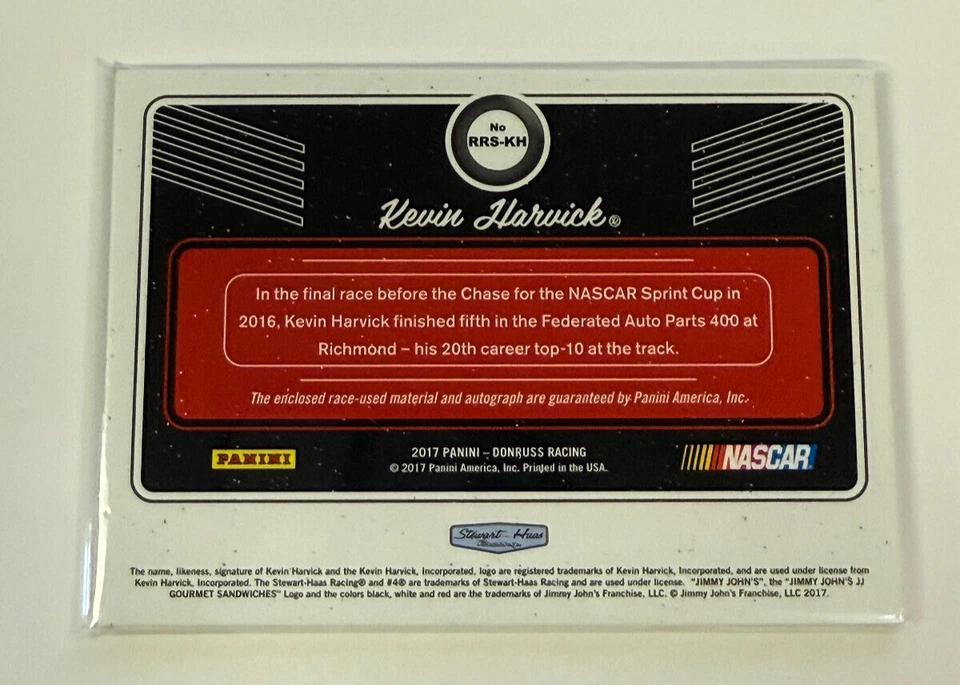 No
RRS-KH
Kevin Harvick®
In the final race before the Chase for the NASCAR Sprint Cup in
2016, Kevin Harvick finished fifth in the Federated Auto Parts 400 at
Richmond – his 20th career top-10 at the track.
The enclosed race-used material and autograph are guaranteed by Panini America, Inc.
PANINI
2017 PANINI – DONRUSS RACING
© 2017 Panini America, Inc. Printed in the USA.
NASCAR
Stewart-Haas
The name, likeness, signature of Kevin Harvick and the Kevin Harvick, Incorporated, logo are registered trademarks of Kevin Harvick, Incorporated, and are used under license from
Kevin Harvick, Incorporated. The Stewart-Haas Racing® and #4® are trademarks of Stewart-Haas Racing and are used under license. "JIMMY JOHN'S", the "JIMMY JOHN'S JJ
GOURMET SANDWICHES" Logo and the colors black, white and red are the trademarks of Jimmy John's Franchise, LLC. © Jimmy John's Franchise, LLC 2017.